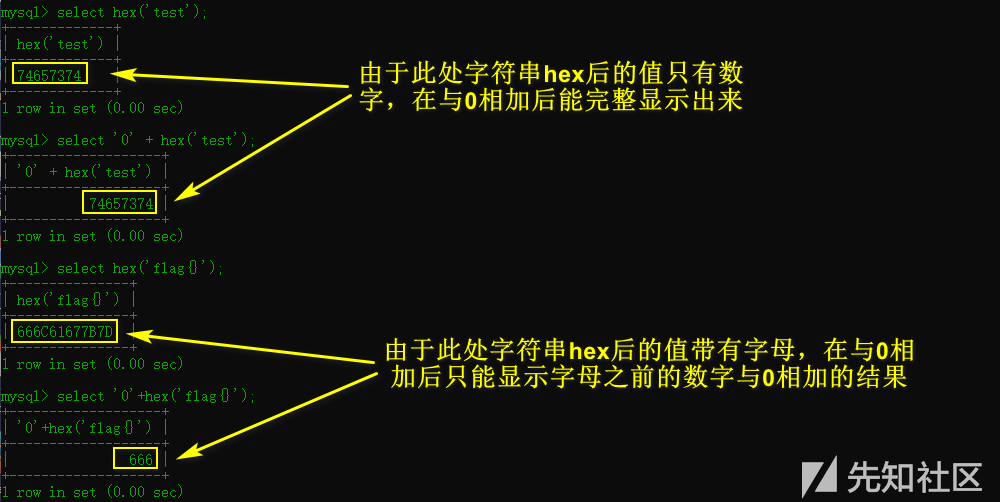 mysql> select hex('test');
+-------------+
| hex('test') |
+-------------+
| 74657374 |
+-------------+
1 row in set (0.00 sec)
由于此处字符串hex后的值只有数
字，在与0相加后能完整显示出来
mysql> select '0' + hex('test');
+-------------------+
| '0' + hex('test') |
+-------------------+
| 74657374 |
+-------------------+
1 row in set (0.00 sec)
mysql> select hex('flag{}');
+---------------+
| hex('flag{}') |
+---------------+
| 666C61677B7D |
+---------------+
1 row in set (0.00 sec)
由于此处字符串hex后的值带有字母，在与0相
加后只能显示字母之前的数字与0相加的结果
mysql> select '0'+hex('flag{}');
+-------------------+
| '0'+hex('flag{}') |
+-------------------+
| 666 |
+-------------------+
1 row in set (0.00 sec)
先知社区